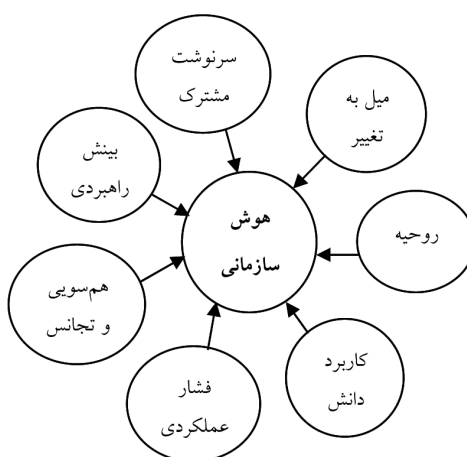 سرنوشت
مشترک
میل به
تغییر
بینش
راهبردی
هوش
سازمانی
روحیه
هم‌سویی
و تجانس
کاربرد
دانش
فشار
عملکردی